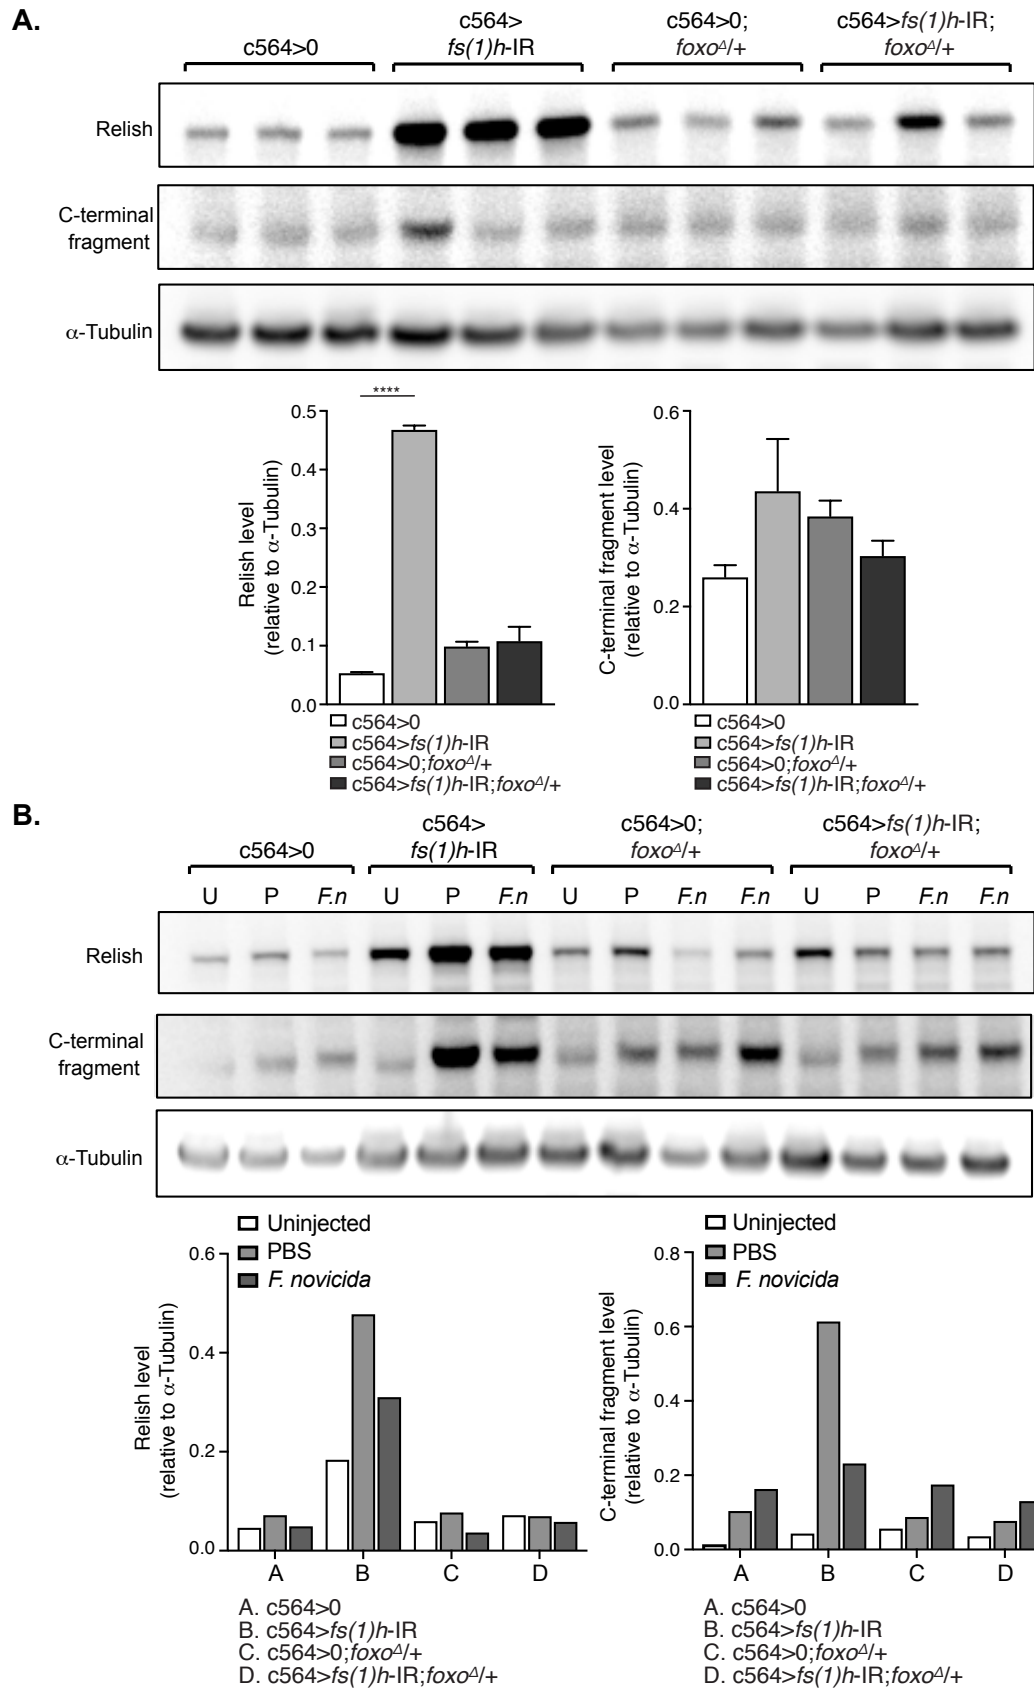 A.
c564>0
c564>
fs(1)h-IR
c564>0;
foxoΔ/+
c564>fs(1)h-IR;
foxoΔ/+
Relish
C-terminal
fragment
α-Tubulin
****
0.5
0.4
0.3
0.2
0.1
0.0
Relish level
(relative to α-Tubulin)
c564>0
c564>fs(1)h-IR
c564>0;foxoΔ/+
c564>fs(1)h-IR;foxoΔ/+
0.6
0.4
0.2
0.0
C-terminal fragment level
(relative to α-Tubulin)
c564>0
c564>fs(1)h-IR
c564>0;foxoΔ/+
c564>fs(1)h-IR;foxoΔ/+
B.
c564>0
c564>
fs(1)h-IR
c564>0;
foxoΔ/+
c564>fs(1)h-IR;
foxoΔ/+
U P F.n U P F.n U P F.n F.n U P F.n F.n
Relish
C-terminal
fragment
α-Tubulin
Uninjected
PBS
F. novicida
0.6
0.4
0.2
0.0
Relish level
(relative to α-Tubulin)
A B C D
A. c564>0
B. c564>fs(1)h-IR
C. c564>0;foxoΔ/+
D. c564>fs(1)h-IR;foxoΔ/+
Uninjected
PBS
F. novicida
0.8
0.6
0.4
0.2
0.0
C-terminal fragment level
(relative to α-Tubulin)
A B C D
A. c564>0
B. c564>fs(1)h-IR
C. c564>0;foxoΔ/+
D. c564>fs(1)h-IR;foxoΔ/+